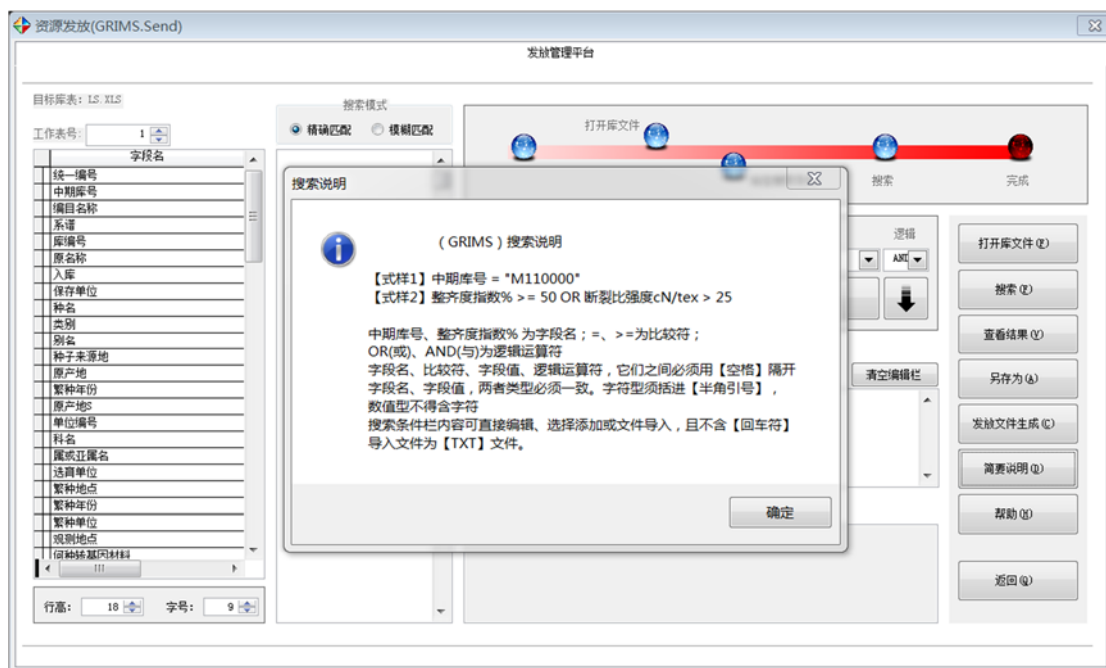 资源发放(GRIMS.Send)
发放管理平台
目标库表: LS.XLS
工作表号: 1
字段名
统一编号
中期库号
编目名称
系谱
库编号
原名称
入库
保存单位
种名
类别
别名
种子来源地
原产地
繁种年份
原产地S
单位编号
科名
属或亚属名
选育单位
繁种地点
繁种年份
繁种单位
观测地点
何种转基因材料
行高: 18 字号: 9
搜索模式
精确匹配 模糊匹配
打开库文件
搜索
完成
逻辑
AND
清空编辑栏
打开库文件(F)
搜索(F)
查看结果(V)
另存为(A)
发放文件生成(C)
简要说明(D)
帮助(H)
返回(Q)
搜索说明
(GRIMS)搜索说明
【式样1】中期库号 = "M110000"
【式样2】整齐度指数% >= 50 OR 断裂比强度cN/tex > 25
中期库号、整齐度指数% 为字段名；=、>=为比较符；
OR(或)、AND(与)为逻辑运算符
字段名、比较符、字段值、逻辑运算符，它们之间必须用【空格】隔开
字段名、字段值，两者类型必须一致。字符型须括进【半角引号】，
数值型不得含字符
搜索条件栏内容可直接编辑、选择添加或文件导入，且不含【回车符】
导入文件为【TXT】文件。
确定